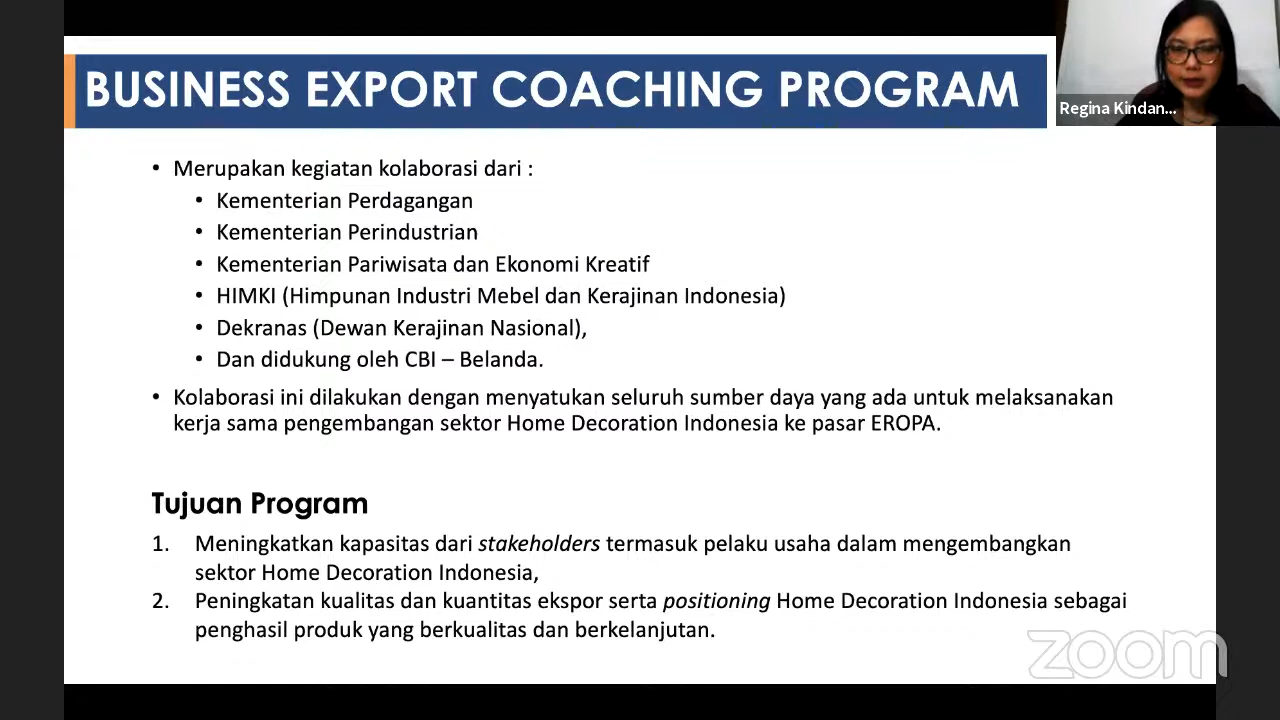 BUSINESS EXPORT COACHING PROGRAM
Regina Kindan...
• Merupakan kegiatan kolaborasi dari :
• Kementerian Perdagangan
• Kementerian Perindustrian
• Kementerian Pariwisata dan Ekonomi Kreatif
• HIMKI (Himpunan Industri Mebel dan Kerajinan Indonesia)
• Dekranas (Dewan Kerajinan Nasional),
• Dan didukung oleh CBI – Belanda.
• Kolaborasi ini dilakukan dengan menyatukan seluruh sumber daya yang ada untuk melaksanakan
kerja sama pengembangan sektor Home Decoration Indonesia ke pasar EROPA.
Tujuan Program
1. Meningkatkan kapasitas dari stakeholders termasuk pelaku usaha dalam mengembangkan
sektor Home Decoration Indonesia,
2. Peningkatan kualitas dan kuantitas ekspor serta positioning Home Decoration Indonesia sebagai
penghasil produk yang berkualitas dan berkelanjutan.
zoom